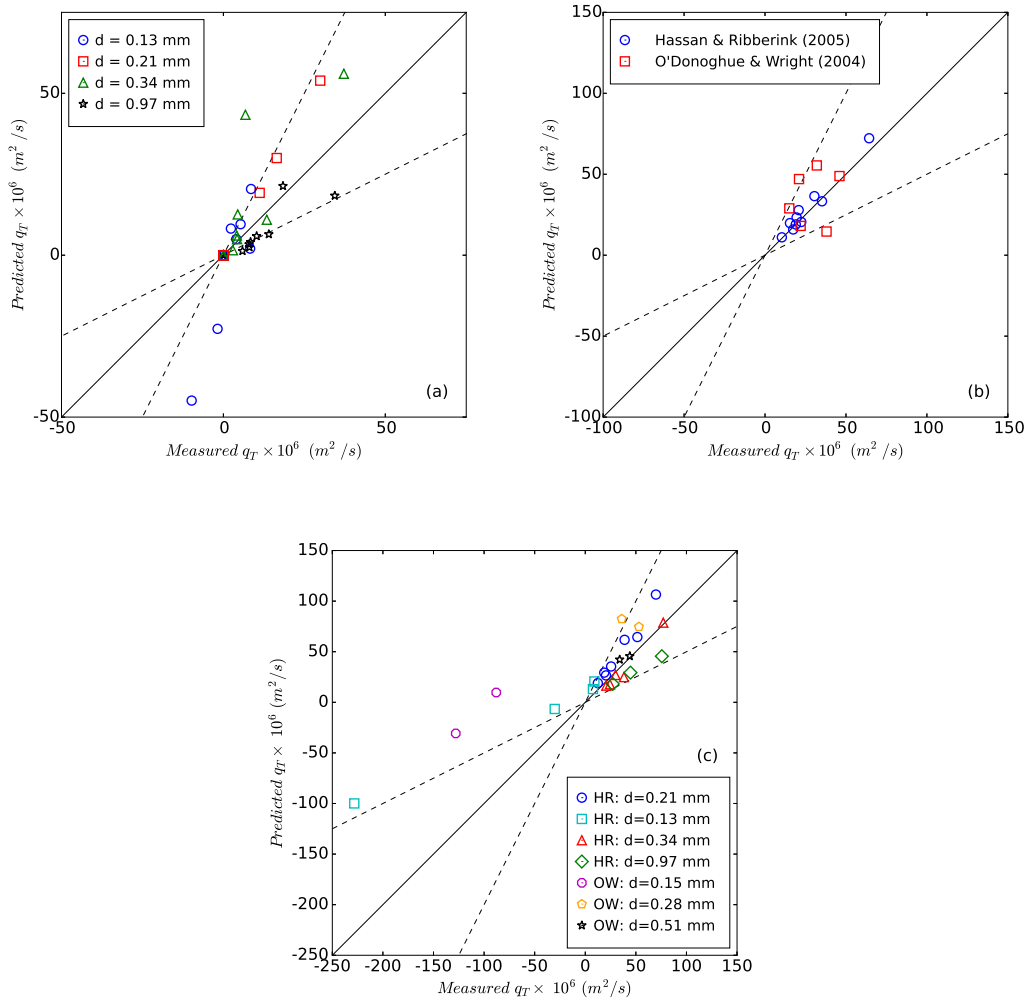 d = 0.13 mm
d = 0.21 mm
d = 0.34 mm
d = 0.97 mm
50
0
-50
-50
0
50
Predicted q_T × 10^6 (m^2 /s)
Measured q_T × 10^6 (m^2 /s)
(a)
Hassan & Ribberink (2005)
O'Donoghue & Wright (2004)
150
100
50
0
-50
-100
-100
-50
0
50
100
150
Predicted q_T × 10^6 (m^2 /s)
Measured q_T × 10^6 (m^2 /s)
(b)
150
100
50
0
-50
-100
-150
-200
-250
-250
-200
-150
-100
-50
0
50
100
150
Predicted q_T × 10^6 (m^2/s)
Measured q_T × 10^6 (m^2/s)
(c)
HR: d=0.21 mm
HR: d=0.13 mm
HR: d=0.34 mm
HR: d=0.97 mm
OW: d=0.15 mm
OW: d=0.28 mm
OW: d=0.51 mm